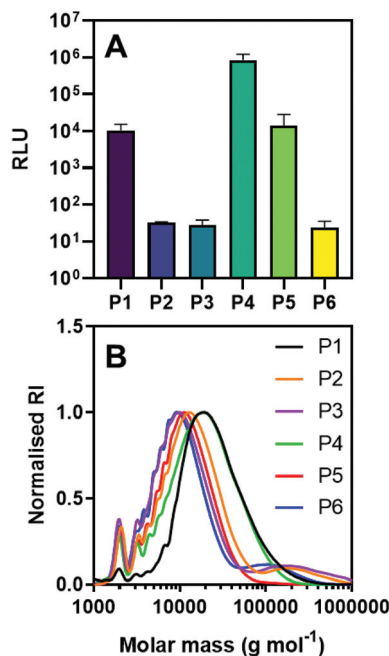 A
RLU
10⁷
10⁶
10⁵
10⁴
10³
10²
10¹
10⁰
P1 P2 P3 P4 P5 P6
B
Normalised RI
1.5
1.0
0.5
0.0
P1
P2
P3
P4
P5
P6
1000 10000 100000 1000000
Molar mass (g mol⁻¹)